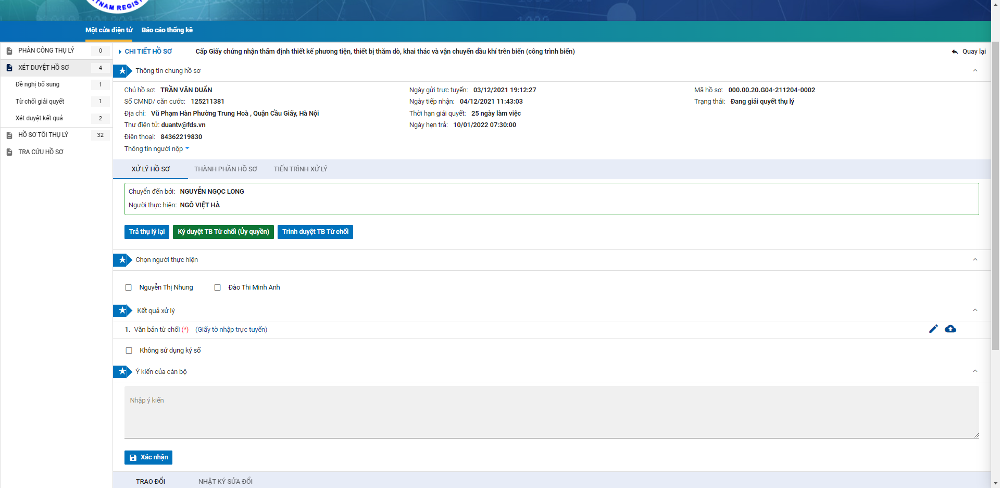 TNAM REGIST
Một cửa điện tử
Báo cáo thống kê
PHÂN CÔNG THỤ LÝ 0
XÉT DUYỆT HỒ SƠ 4
Đề nghị bổ sung 1
Từ chối giải quyết 1
Xét duyệt kết quả 2
HỒ SƠ TÔI THỤ LÝ 32
TRA CỨU HỒ SƠ
CHI TIẾT HỒ SƠ
Cấp Giấy chứng nhận thẩm định thiết kế phương tiện, thiết bị thăm dò, khai thác và vận chuyển dầu khí trên biển (công trình biển)
Quay lại
Thông tin chung hồ sơ
Chủ hồ sơ: TRẦN VĂN DUẨN
Số CMND/ căn cước: 125211381
Địa chỉ: Vũ Phạm Hàn Phường Trung Hoà , Quận Cầu Giấy, Hà Nội
Thư điện tử: duantv@fds.vn
Điện thoại: 84362219830
Thông tin người nộp
Ngày gửi trực tuyến: 03/12/2021 19:12:27
Ngày tiếp nhận: 04/12/2021 11:43:03
Thời hạn giải quyết: 25 ngày làm việc
Ngày hẹn trả: 10/01/2022 07:30:00
Mã hồ sơ: 000.00.20.G04-211204-0002
Trạng thái: Đang giải quyết thụ lý
XỬ LÝ HỒ SƠ
THÀNH PHẦN HỒ SƠ
TIẾN TRÌNH XỬ LÝ
Chuyển đến bởi: NGUYỄN NGỌC LONG
Người thực hiện: NGÔ VIỆT HÀ
Trả thụ lý lại
Ký duyệt TB Từ chối (Ủy quyền)
Trình duyệt TB Từ chối
Chọn người thực hiện
Nguyễn Thị Nhung
Đào Thi Minh Anh
Kết quả xử lý
1. Văn bản từ chối (*) (Giấy tờ nhập trực tuyến)
Không sử dụng ký số
Ý kiến của cán bộ
Nhập ý kiến
Xác nhận
TRAO ĐỔI
NHẬT KÝ SỬA ĐỔI